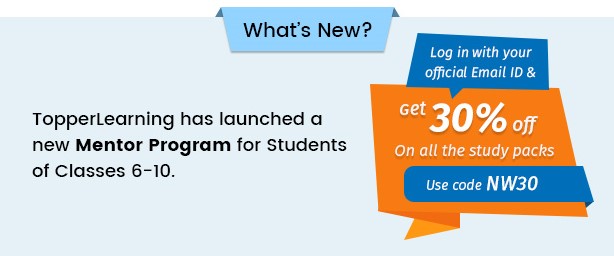 What's New?
TopperLearning has launched a
new Mentor Program for Students
of Classes 6-10.
Log in with your
official Email ID &
get 30% off
On all the study packs
Use code NW30